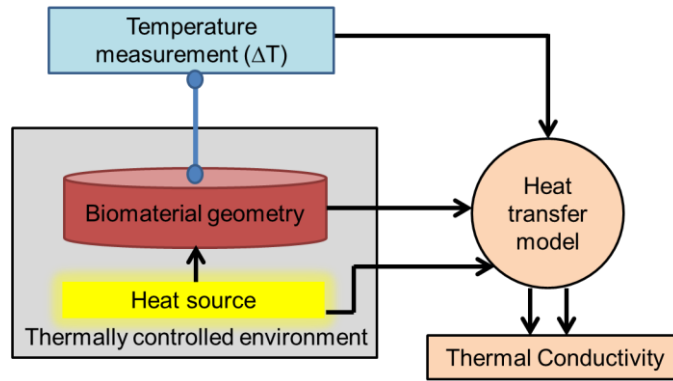 Temperature
measurement (ΔT)
Biomaterial geometry
Heat
transfer
model
Heat source
Thermally controlled environment
Thermal Conductivity